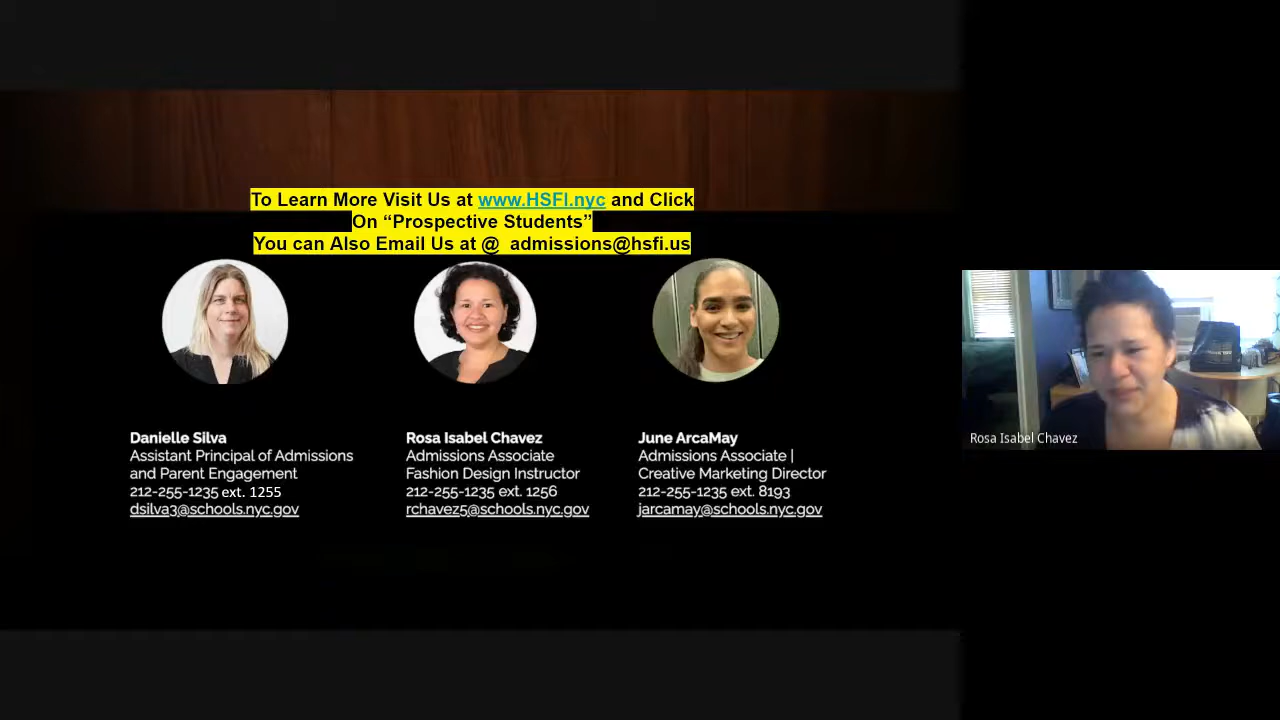 To Learn More Visit Us at www.HSFI.nyc and Click
On “Prospective Students”
You can Also Email Us at @ admissions@hsfi.us
Danielle Silva
Assistant Principal of Admissions
and Parent Engagement
212-255-1235 ext. 1255
dsilva3@schools.nyc.gov
Rosa Isabel Chavez
Admissions Associate
Fashion Design Instructor
212-255-1235 ext. 1256
rchavez5@schools.nyc.gov
June ArcaMay
Admissions Associate |
Creative Marketing Director
212-255-1235 ext. 8193
jarcamay@schools.nyc.gov
Rosa Isabel Chavez